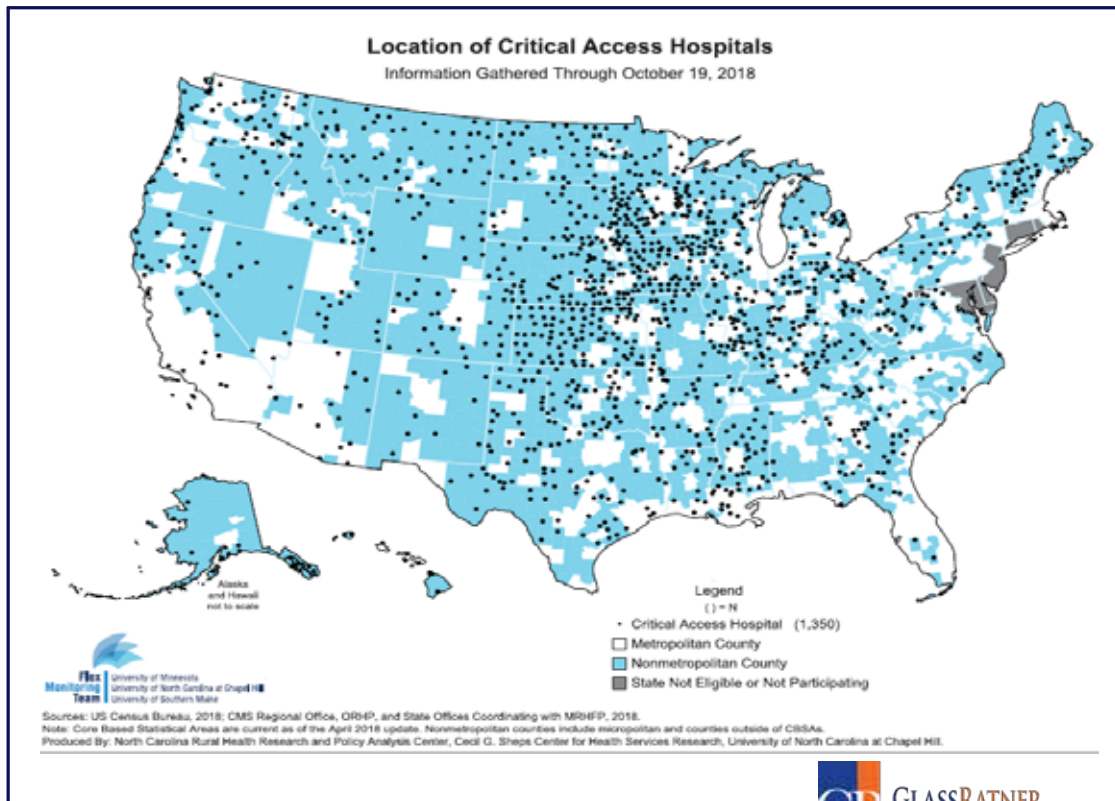 Location of Critical Access Hospitals
Information Gathered Through October 19, 2018
Alaska
and Hawaii
not to scale
Legend
( ) = N
Critical Access Hospital (1,350)
Metropolitan County
Nonmetropolitan County
State Not Eligible or Not Participating
Flex
Monitoring
Team
University of Minnesota
University of North Carolina at Chapel Hill
University of Southern Maine
Sources: US Census Bureau, 2018; CMS Regional Office, ORHP, and State Offices Coordinating with MRHFP, 2018.
Note: Core Based Statistical Areas are current as of the April 2018 update. Nonmetropolitan counties include micropolitan and counties outside of CBSAs.
Produced By: North Carolina Rural Health Research and Policy Analysis Center, Cecil G. Sheps Center for Health Services Research, University of North Carolina at Chapel Hill.
GLASSRATNER